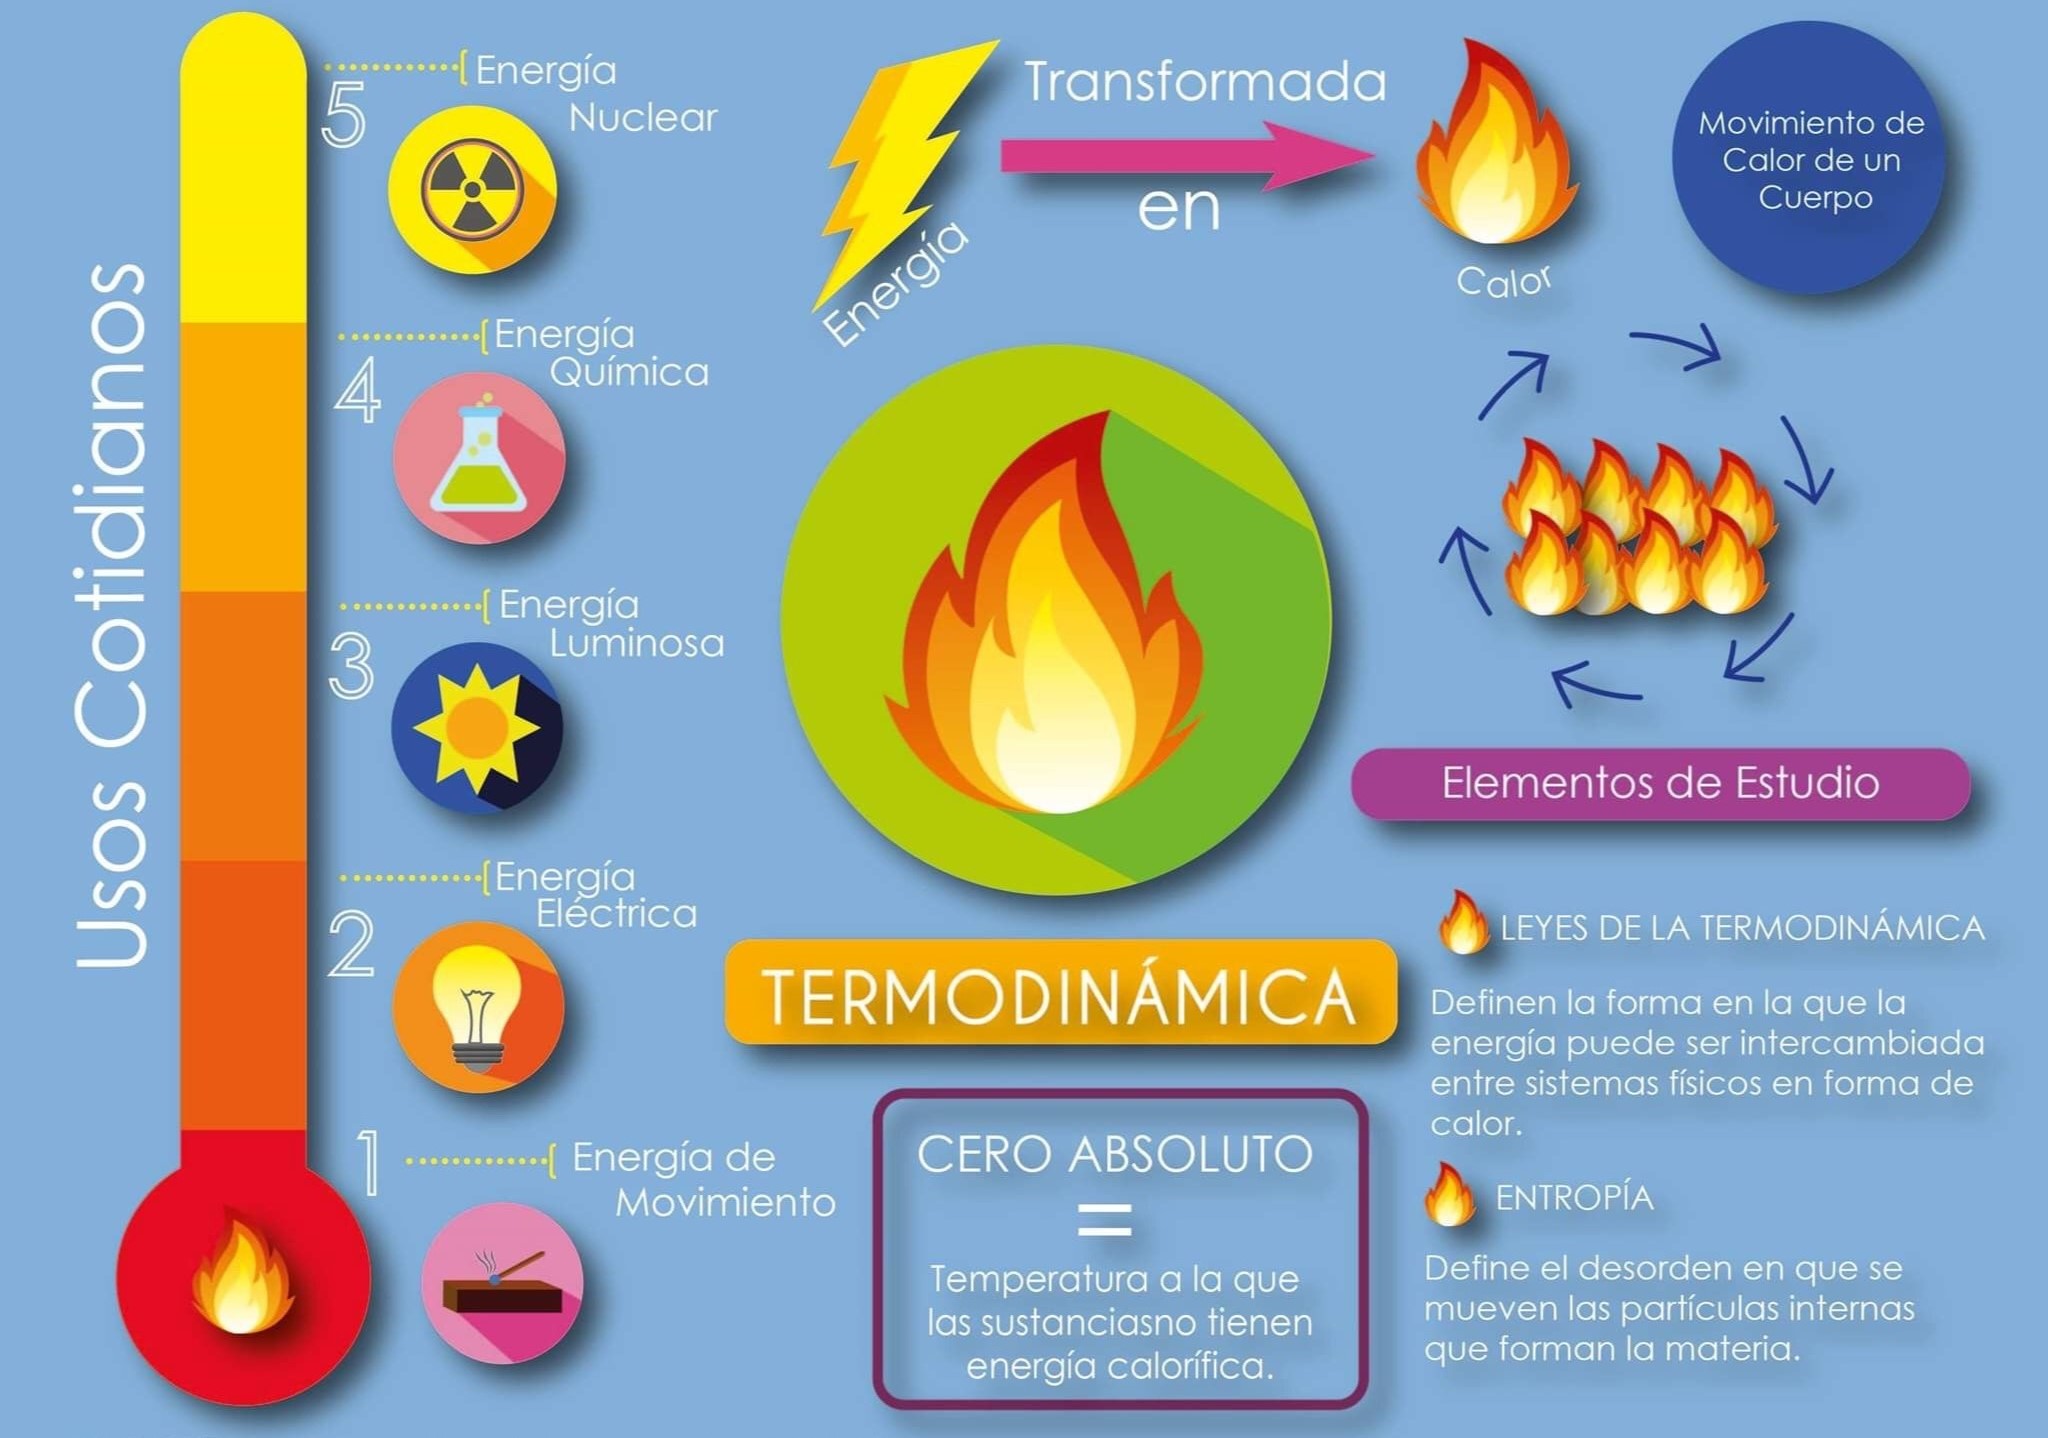 Usos Cotidianos
5
Energía
Nuclear
4
Energía
Química
3
Energía
Luminosa
2
Energía
Eléctrica
1
Energía de
Movimiento
Energía
Transformada
en
Calor
Movimiento de
Calor de un
Cuerpo
TERMODINÁMICA
CERO ABSOLUTO
=
Temperatura a la que
las sustanciasno tienen
energía calorífica.
Elementos de Estudio
LEYES DE LA TERMODINÁMICA
Definen la forma en la que la
energía puede ser intercambiada
entre sistemas físicos en forma de
calor.
ENTROPÍA
Define el desorden en que se
mueven las partículas internas
que forman la materia.